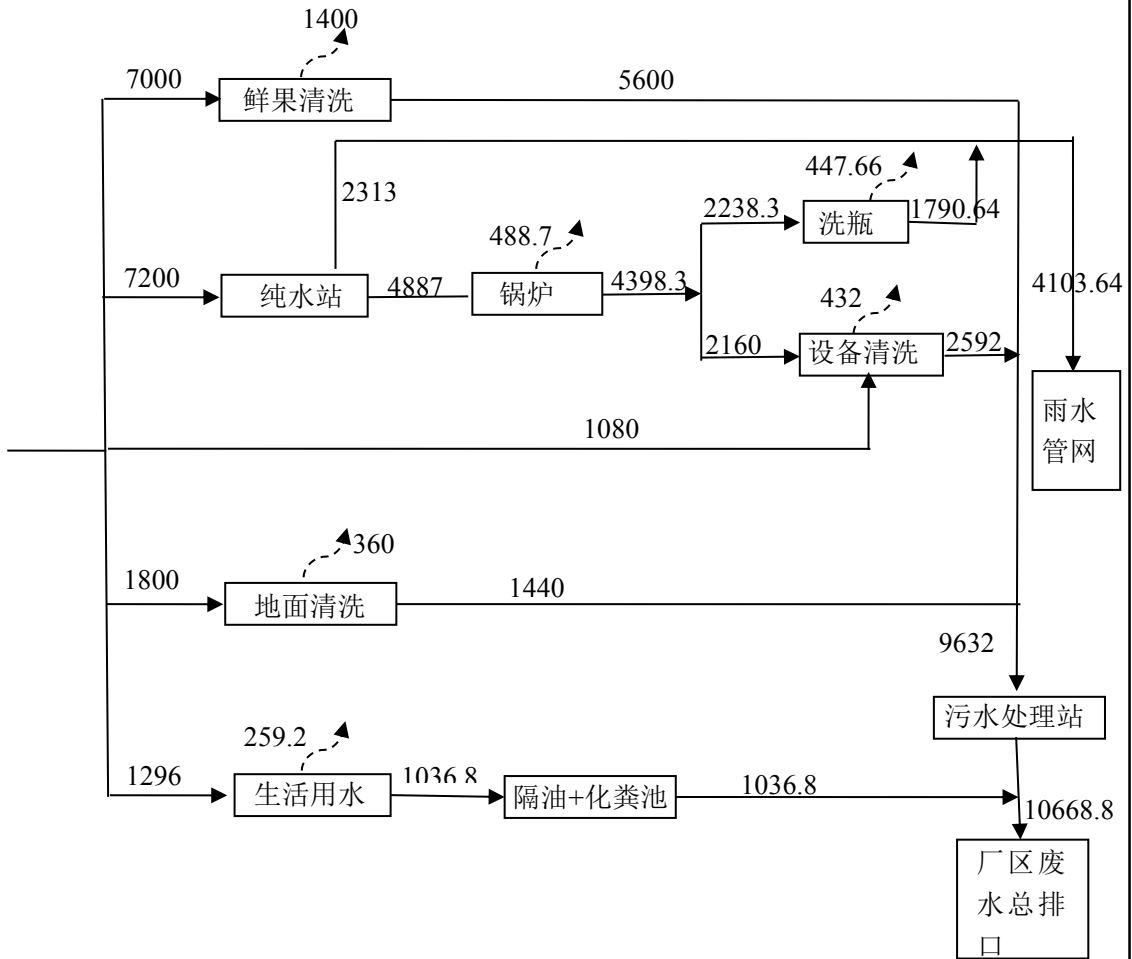 1400
7000
鲜果清洗
5600
2313
447.66
2238.3
洗瓶
1790.64
488.7
7200
纯水站
4887
锅炉
4398.3
4103.64
432
2160
设备清洗
2592
雨水
管网
1080
360
1800
地面清洗
1440
9632
污水处理站
259.2
1296
生活用水
1036.8
隔油+化粪池
1036.8
10668.8
厂区废
水总排
口